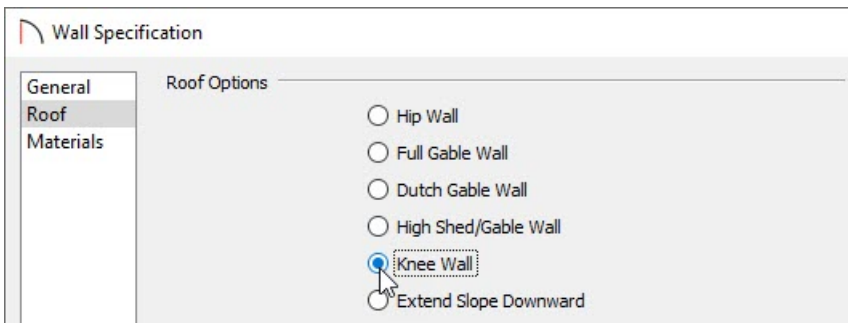 Wall Specification
General
Roof
Materials
Roof Options
Hip Wall
Full Gable Wall
Dutch Gable Wall
High Shed/Gable Wall
Knee Wall
Extend Slope Downward